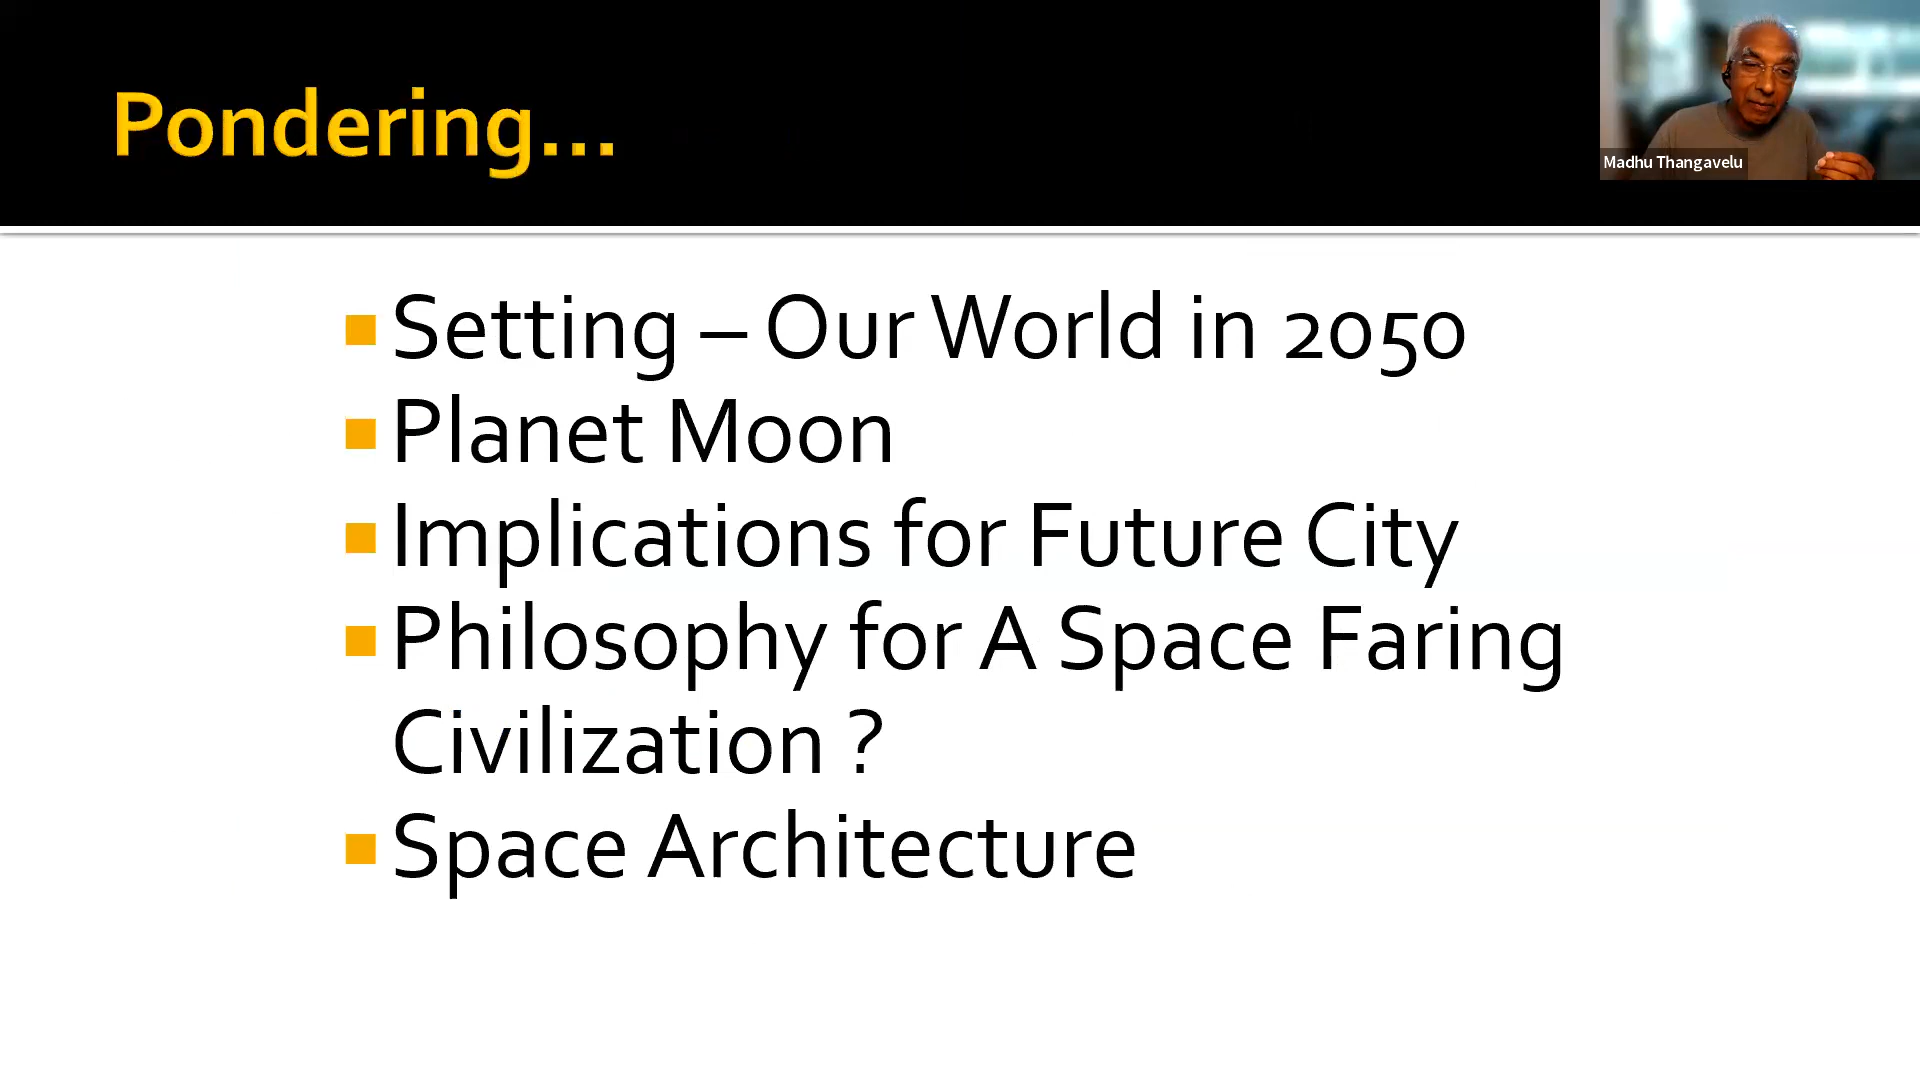 Pondering...
Madhu Thangavelu
Setting – Our World in 2050
Planet Moon
Implications for Future City
Philosophy for A Space Faring
Civilization ?
Space Architecture